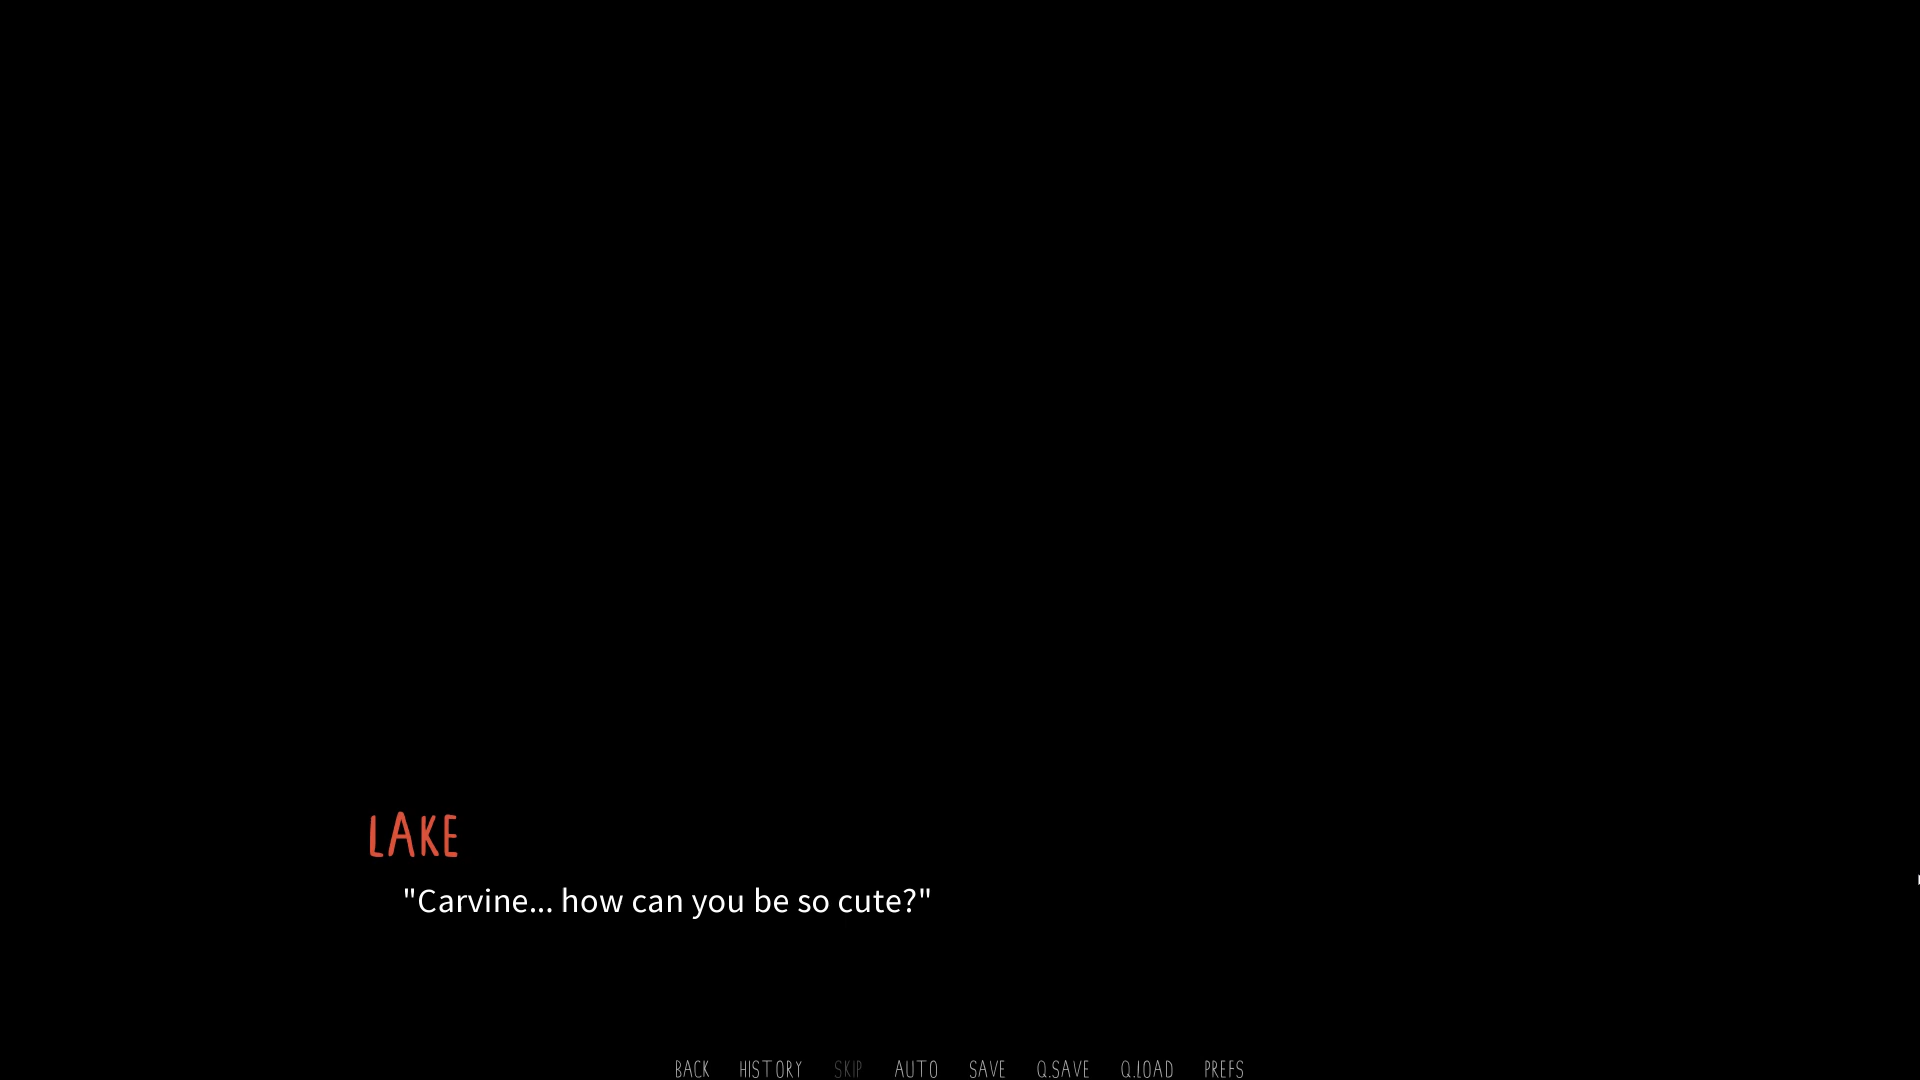 LAKE
"Carvine... how can you be so cute?"
BACK HISTORY SKIP AUTO SAVE Q.SAVE Q.LOAD PREFS